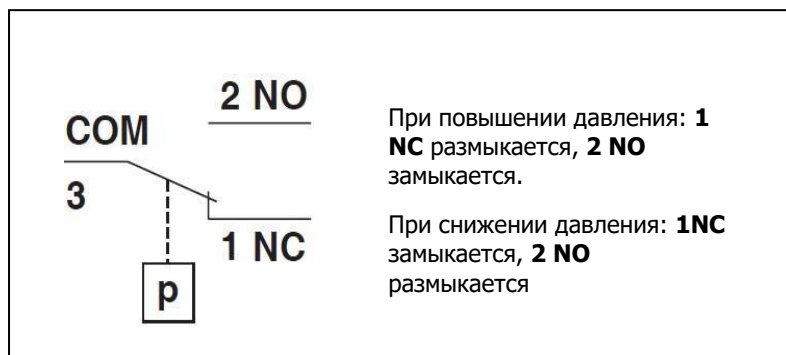 2 NO
COM
3
1 NC
p
При повышении давления: 1
NC размыкается, 2 NO
замыкается.
При снижении давления: 1NC
замыкается, 2 NO
размыкается